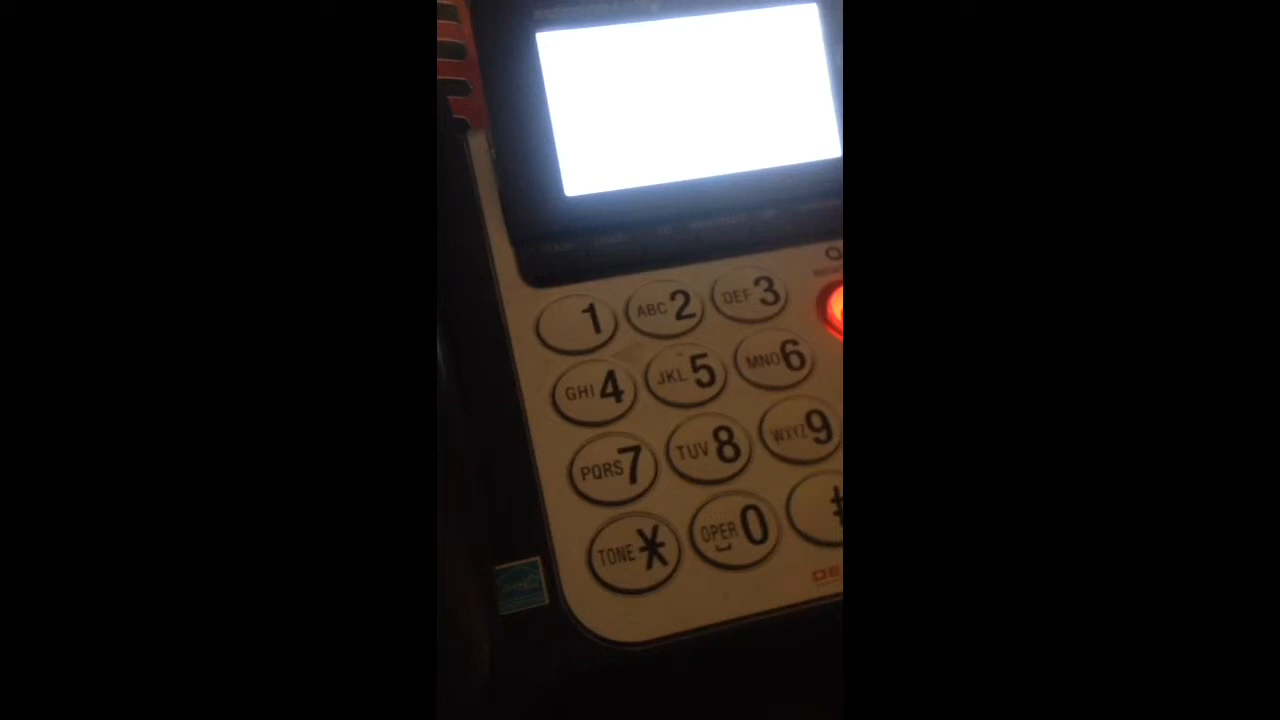 1 ABC 2 DEF 3
GHI 4 JKL 5 MNO 6
PQRS 7 TUV 8 WXYZ 9
TONE * OPER 0 #
DE